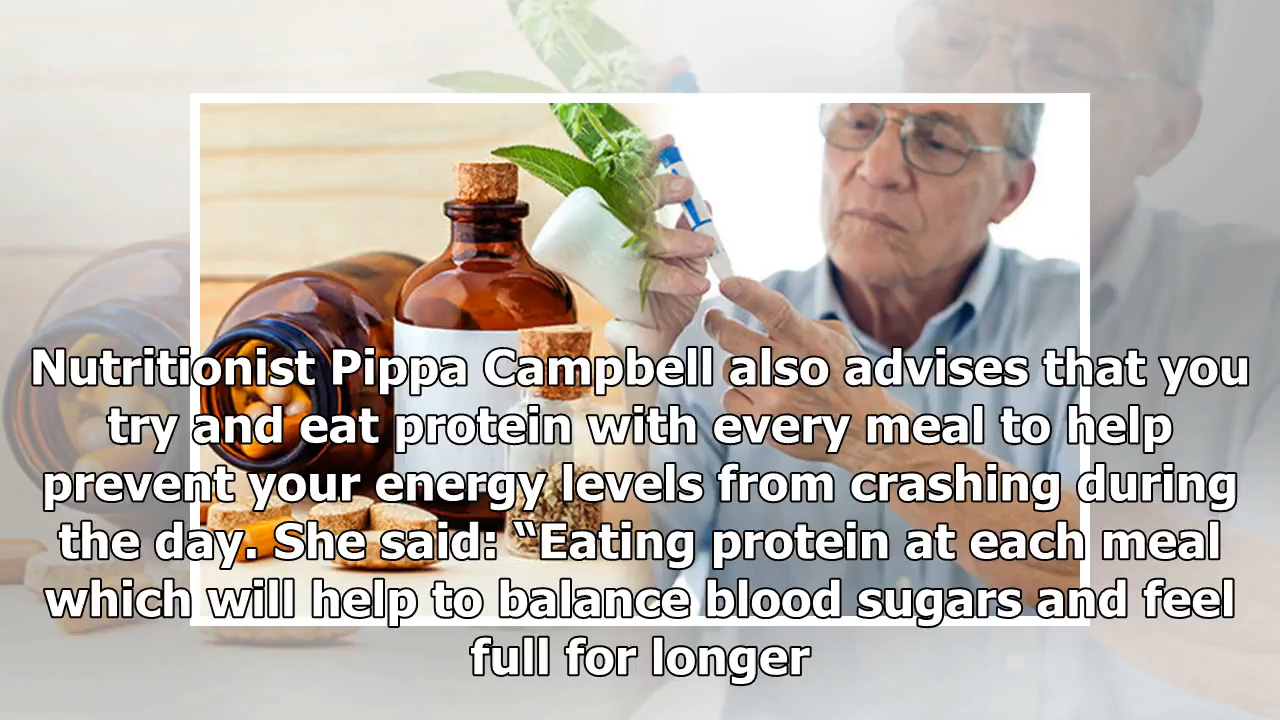 Nutritionist Pippa Campbell also advises that you
try and eat protein with every meal to help
prevent your energy levels from crashing during
the day. She said: “Eating protein at each meal
which will help to balance blood sugars and feel
full for longer